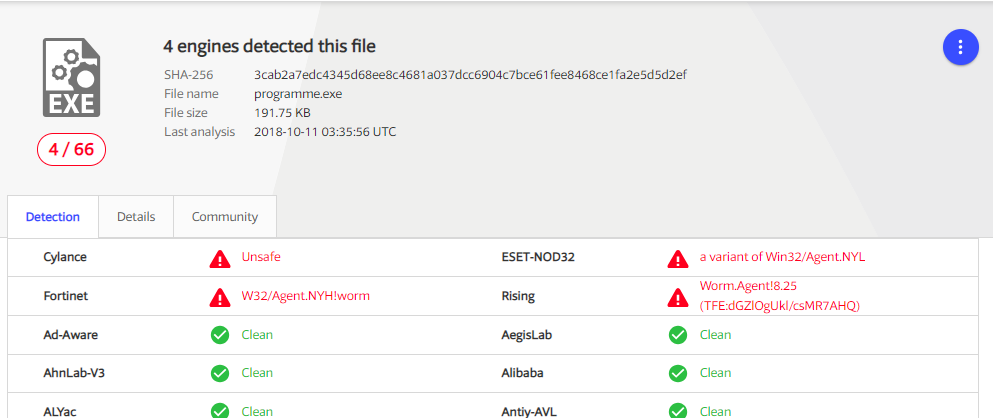 4 engines detected this file
SHA-256 3cab2a7edc4345d68ee8c4681a037dcc6904c7bce61fee8468ce1fa2e5d5d2ef
File name programme.exe
File size 191.75 KB
Last analysis 2018-10-11 03:35:56 UTC
EXE
4 / 66
Detection Details Community
Cylance Unsafe ESET-NOD32 a variant of Win32/Agent.NYL
Fortinet W32/Agent.NYH!worm Rising Worm.Agent!8.25
(TFE:dGZlOgUkl/csMR7AHQ)
Ad-Aware Clean AegisLab Clean
AhnLab-V3 Clean Alibaba Clean
ALYac Clean Antiy-AVL Clean